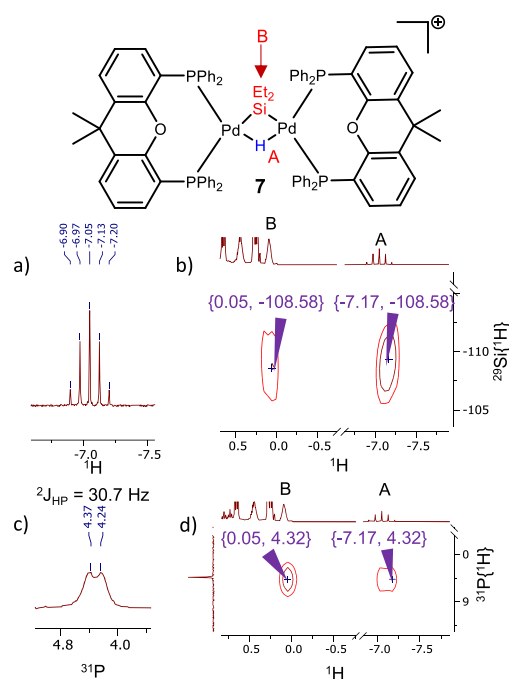 B
PPh2
Ph2P
Et2
Si
O
Pd
Pd
O
H
A
PPh2
7
Ph2P
+
a)
-6.90
-6.97
-7.05
-7.13
-7.20
-7.0
-7.5
1H
b)
B
A
{0.05, -108.58}
{-7.17, -108.58}
-110
-105
29Si{1H}
0.5
0.0
-0.5
-7.0
-7.5
1H
2JHP = 30.7 Hz
c)
4.37
4.24
4.8
4.0
31P
d)
B
A
{0.05, 4.32}
{-7.17, 4.32}
0
9
31P{1H}
0.5
0.0
-0.5
-7.0
-7.5
1H